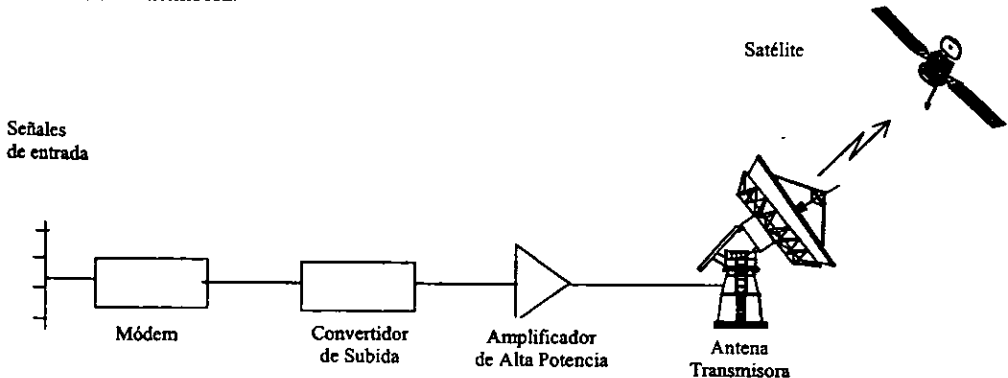 Satélite
Señales
de entrada
Módem
Convertidor
de Subida
Amplificador
de Alta Potencia
Antena
Transmisora